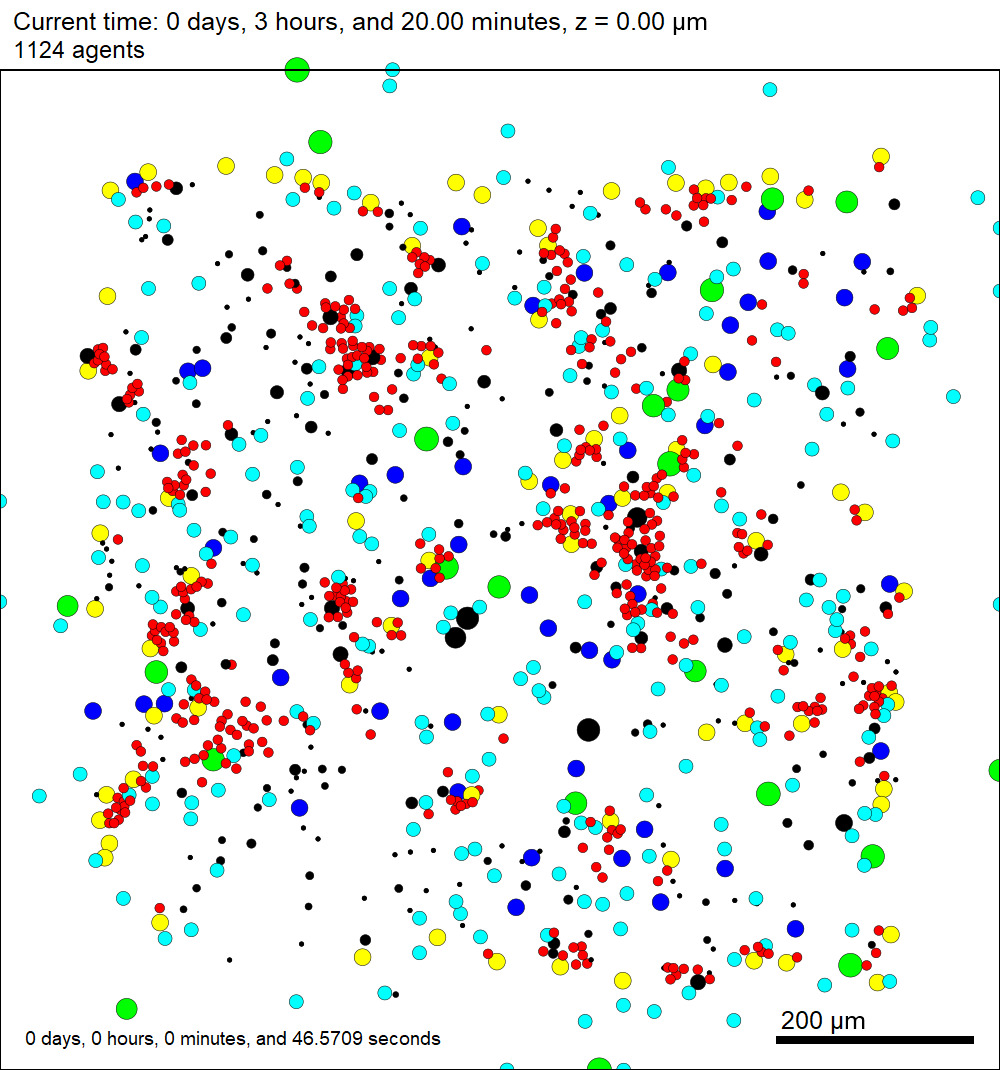 Current time: 0 days, 3 hours, and 20.00 minutes, z = 0.00 µm
1124 agents
200 µm
0 days, 0 hours, 0 minutes, and 46.5709 seconds